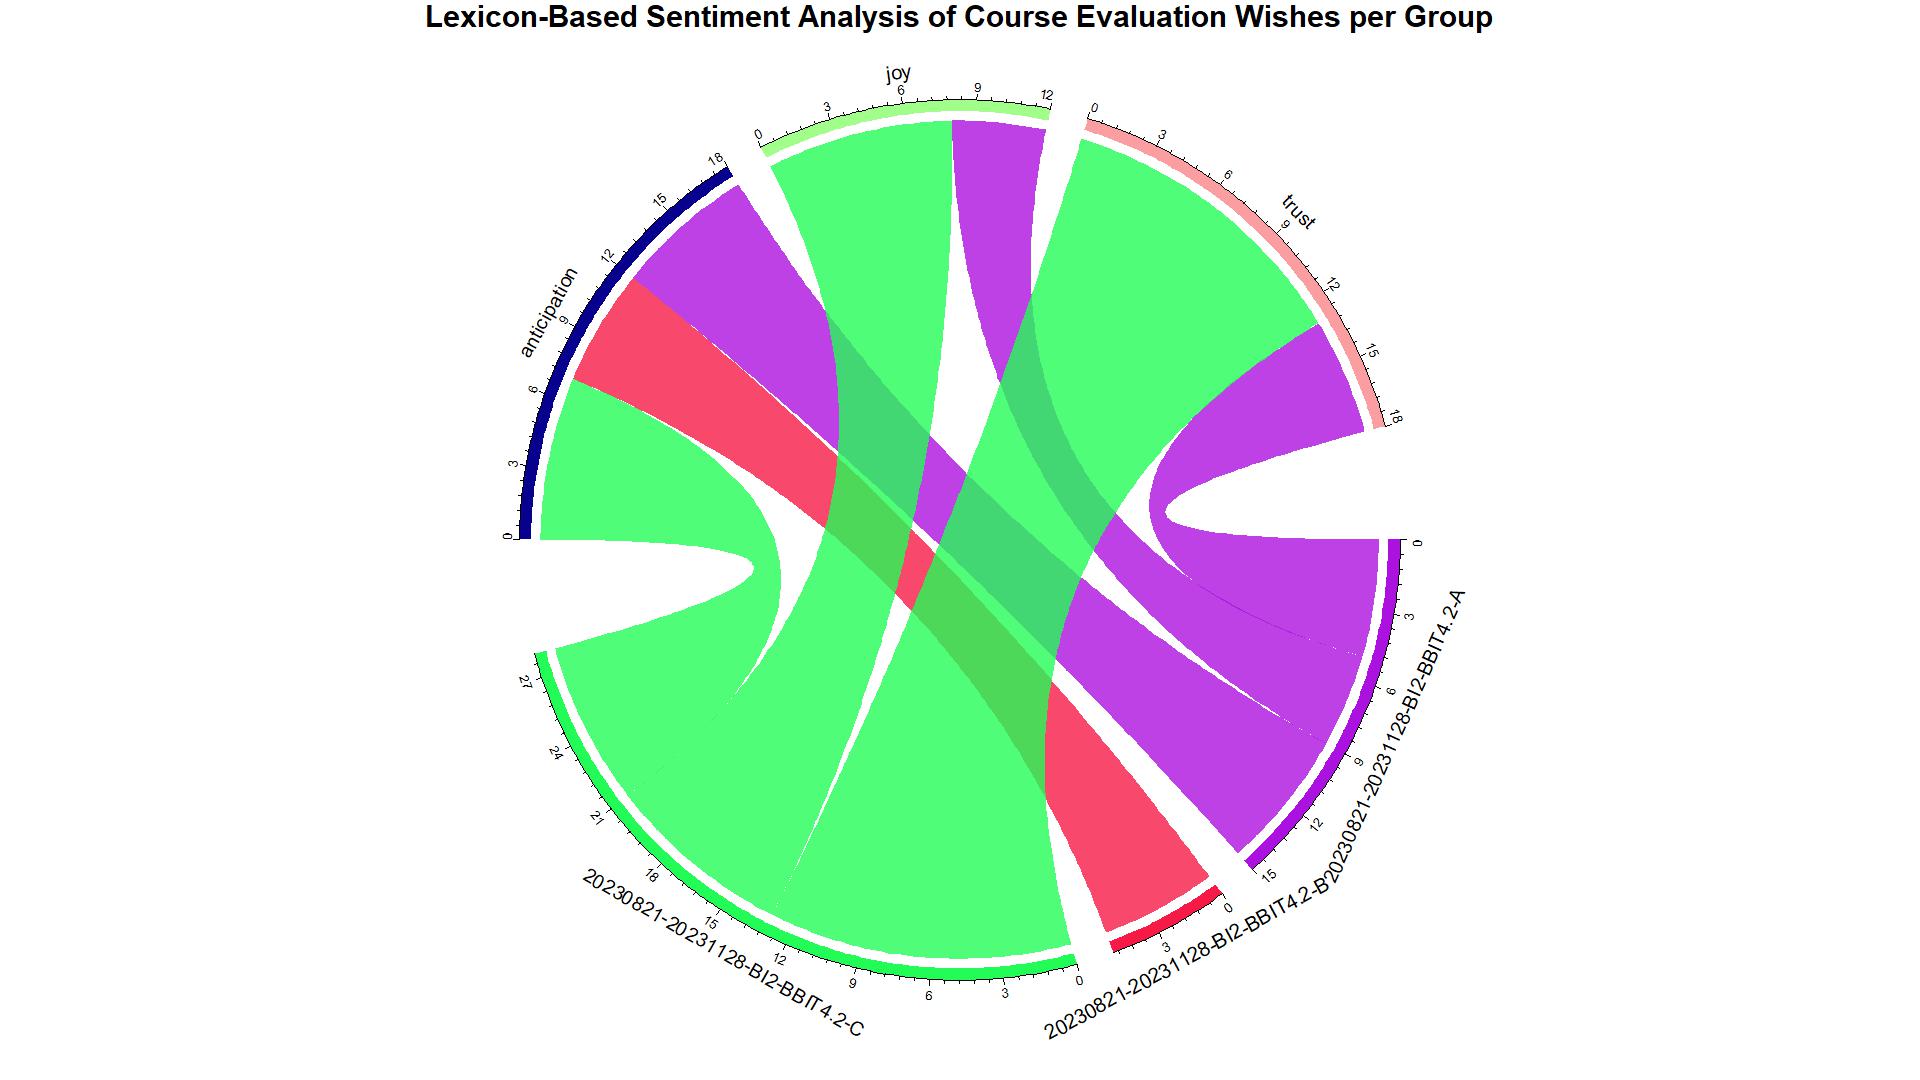 Lexicon-Based Sentiment Analysis of Course Evaluation Wishes per Group
joy
0 3 6 9 12
trust
0 3 6 9 12 15 18
anticipation
0 3 6 9 12 15 18
20230821-20231128-BI2-BBIT4.2-A
0 3 6 9 12 15
20230821-20231128-BI2-BBIT4.2-B
0 3
20230821-20231128-BI2-BBIT4.2-C
0 3 6 9 12 15 18 21 24 27